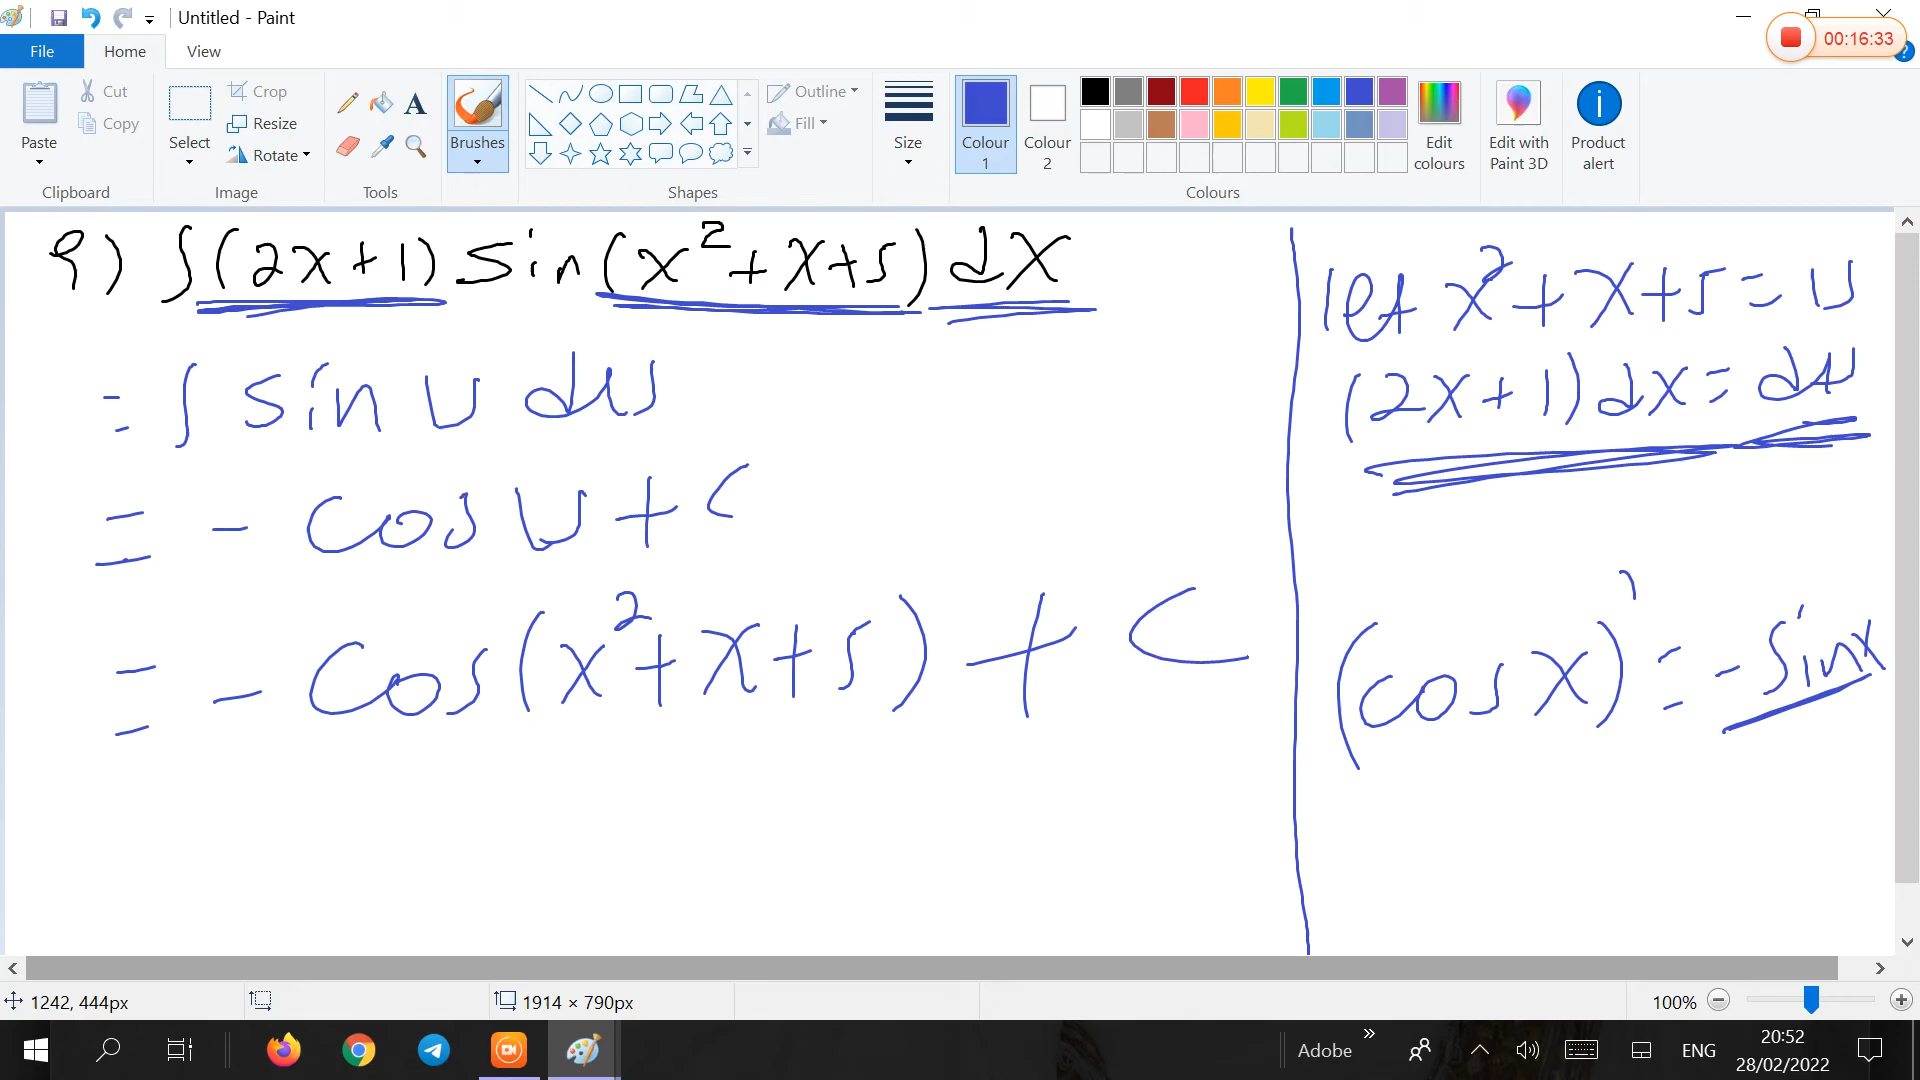 Untitled - Paint
00:16:33
File Home View
Paste
Cut
Copy
Clipboard
Select
Crop
Resize
Rotate
Image
A
Tools
Brushes
Shapes
Outline
Fill
Size
Colour 1
Colour 2
Colours
Edit colours
Edit with Paint 3D
Product alert
9) ∫(2x+1) sin(x²+x+5) dx
= ∫ sin u du
= - cos u + c
= - cos(x²+x+5) + c
let x²+x+5 = u
(2x+1)dx = du
(cos x)' = -sinx
1242, 444px
1914 × 790px
100%
Adobe
ENG
20:52
28/02/2022